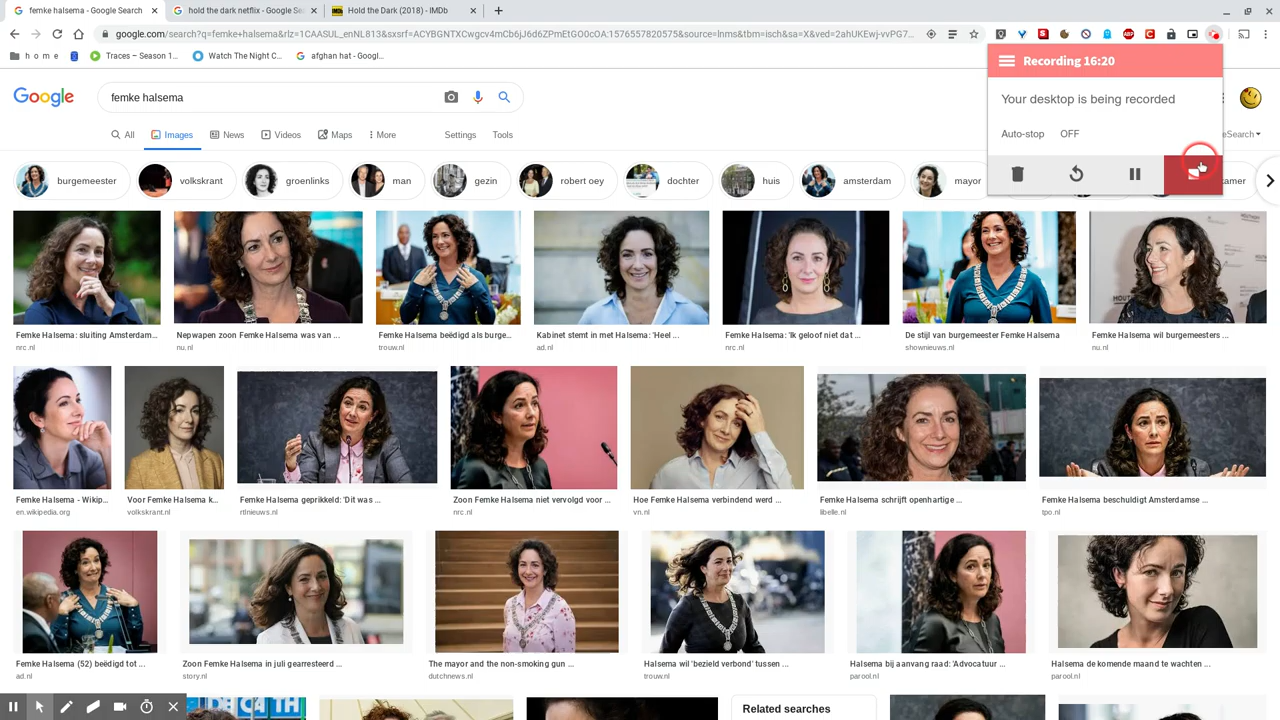 femke halsema - Google Search
hold the dark netflix - Google Sea
Hold the Dark (2018) - IMDb
google.com/search?q=femke+halsema&rlz=1CAASUL_enNL813&sxsrf=ACYBGNTXCwgcv4mCb6jJ6d6ZPmEtGO0cOA:1576557820575&source=lnms&tbm=isch&sa=X&ved=2ahUKEwj-vvPG7...
h o m e
Traces – Season 1...
Watch The Night C...
afghan hat - Googl...
Recording 16:20
Your desktop is being recorded
Auto-stop OFF
Google
femke halsema
All
Images
News
Videos
Maps
More
Settings
Tools
eSearch
burgemeester
volkskrant
groenlinks
man
gezin
robert oey
dochter
huis
amsterdam
mayor
amer
Femke Halsema: sluiting Amsterdam...
nrc.nl
Nepwapen zoon Femke Halsema was van ...
nu.nl
Femke Halsema beëdigd als burge...
trouw.nl
Kabinet stemt in met Halsema: 'Heel ...
ad.nl
Femke Halsema: 'Ik geloof niet dat ...
nrc.nl
De stijl van burgemeester Femke Halsema
shownieuws.nl
Femke Halsema wil burgemeesters ...
nu.nl
Femke Halsema - Wikip...
en.wikipedia.org
Voor Femke Halsema k...
volkskrant.nl
Femke Halsema geprikkeld: 'Dit was ...
rtlnieuws.nl
Zoon Femke Halsema niet vervolgd voor ...
nrc.nl
Hoe Femke Halsema verbindend werd ...
vn.nl
Femke Halsema schrijft openhartige ...
libelle.nl
Femke Halsema beschuldigt Amsterdamse ...
tpo.nl
Femke Halsema (52) beëdigd tot ...
ad.nl
Zoon Femke Halsema in juli gearresteerd ...
story.nl
The mayor and the non-smoking gun ...
dutchnews.nl
Halsema wil 'bezield verbond' tussen ...
trouw.nl
Halsema bij aanvang raad: 'Advocatuur ...
parool.nl
Halsema de komende maand te wachten ...
parool.nl
Related searches